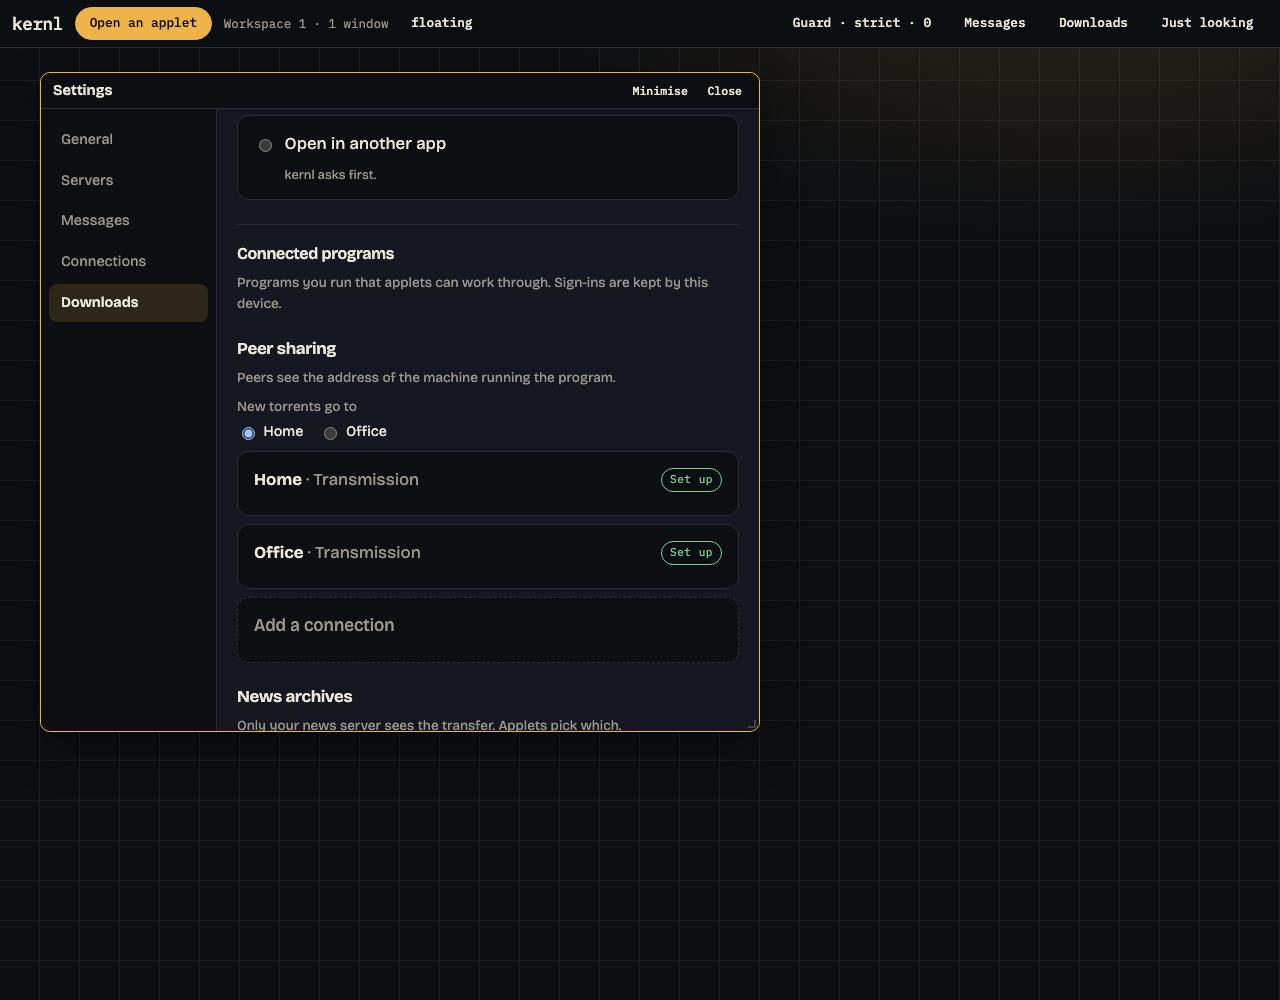 kernl
Open an applet
Workspace 1 · 1 window
floating
Guard · strict · 0
Messages
Downloads
Just looking
Settings
Minimise
Close
General
Servers
Messages
Connections
Downloads
Open in another app
kernl asks first.
Connected programs
Programs you run that applets can work through. Sign-ins are kept by this
device.
Peer sharing
Peers see the address of the machine running the program.
New torrents go to
Home
Office
Home · Transmission
Set up
Office · Transmission
Set up
Add a connection
News archives
Only your news server sees the transfer. Applets pick which.